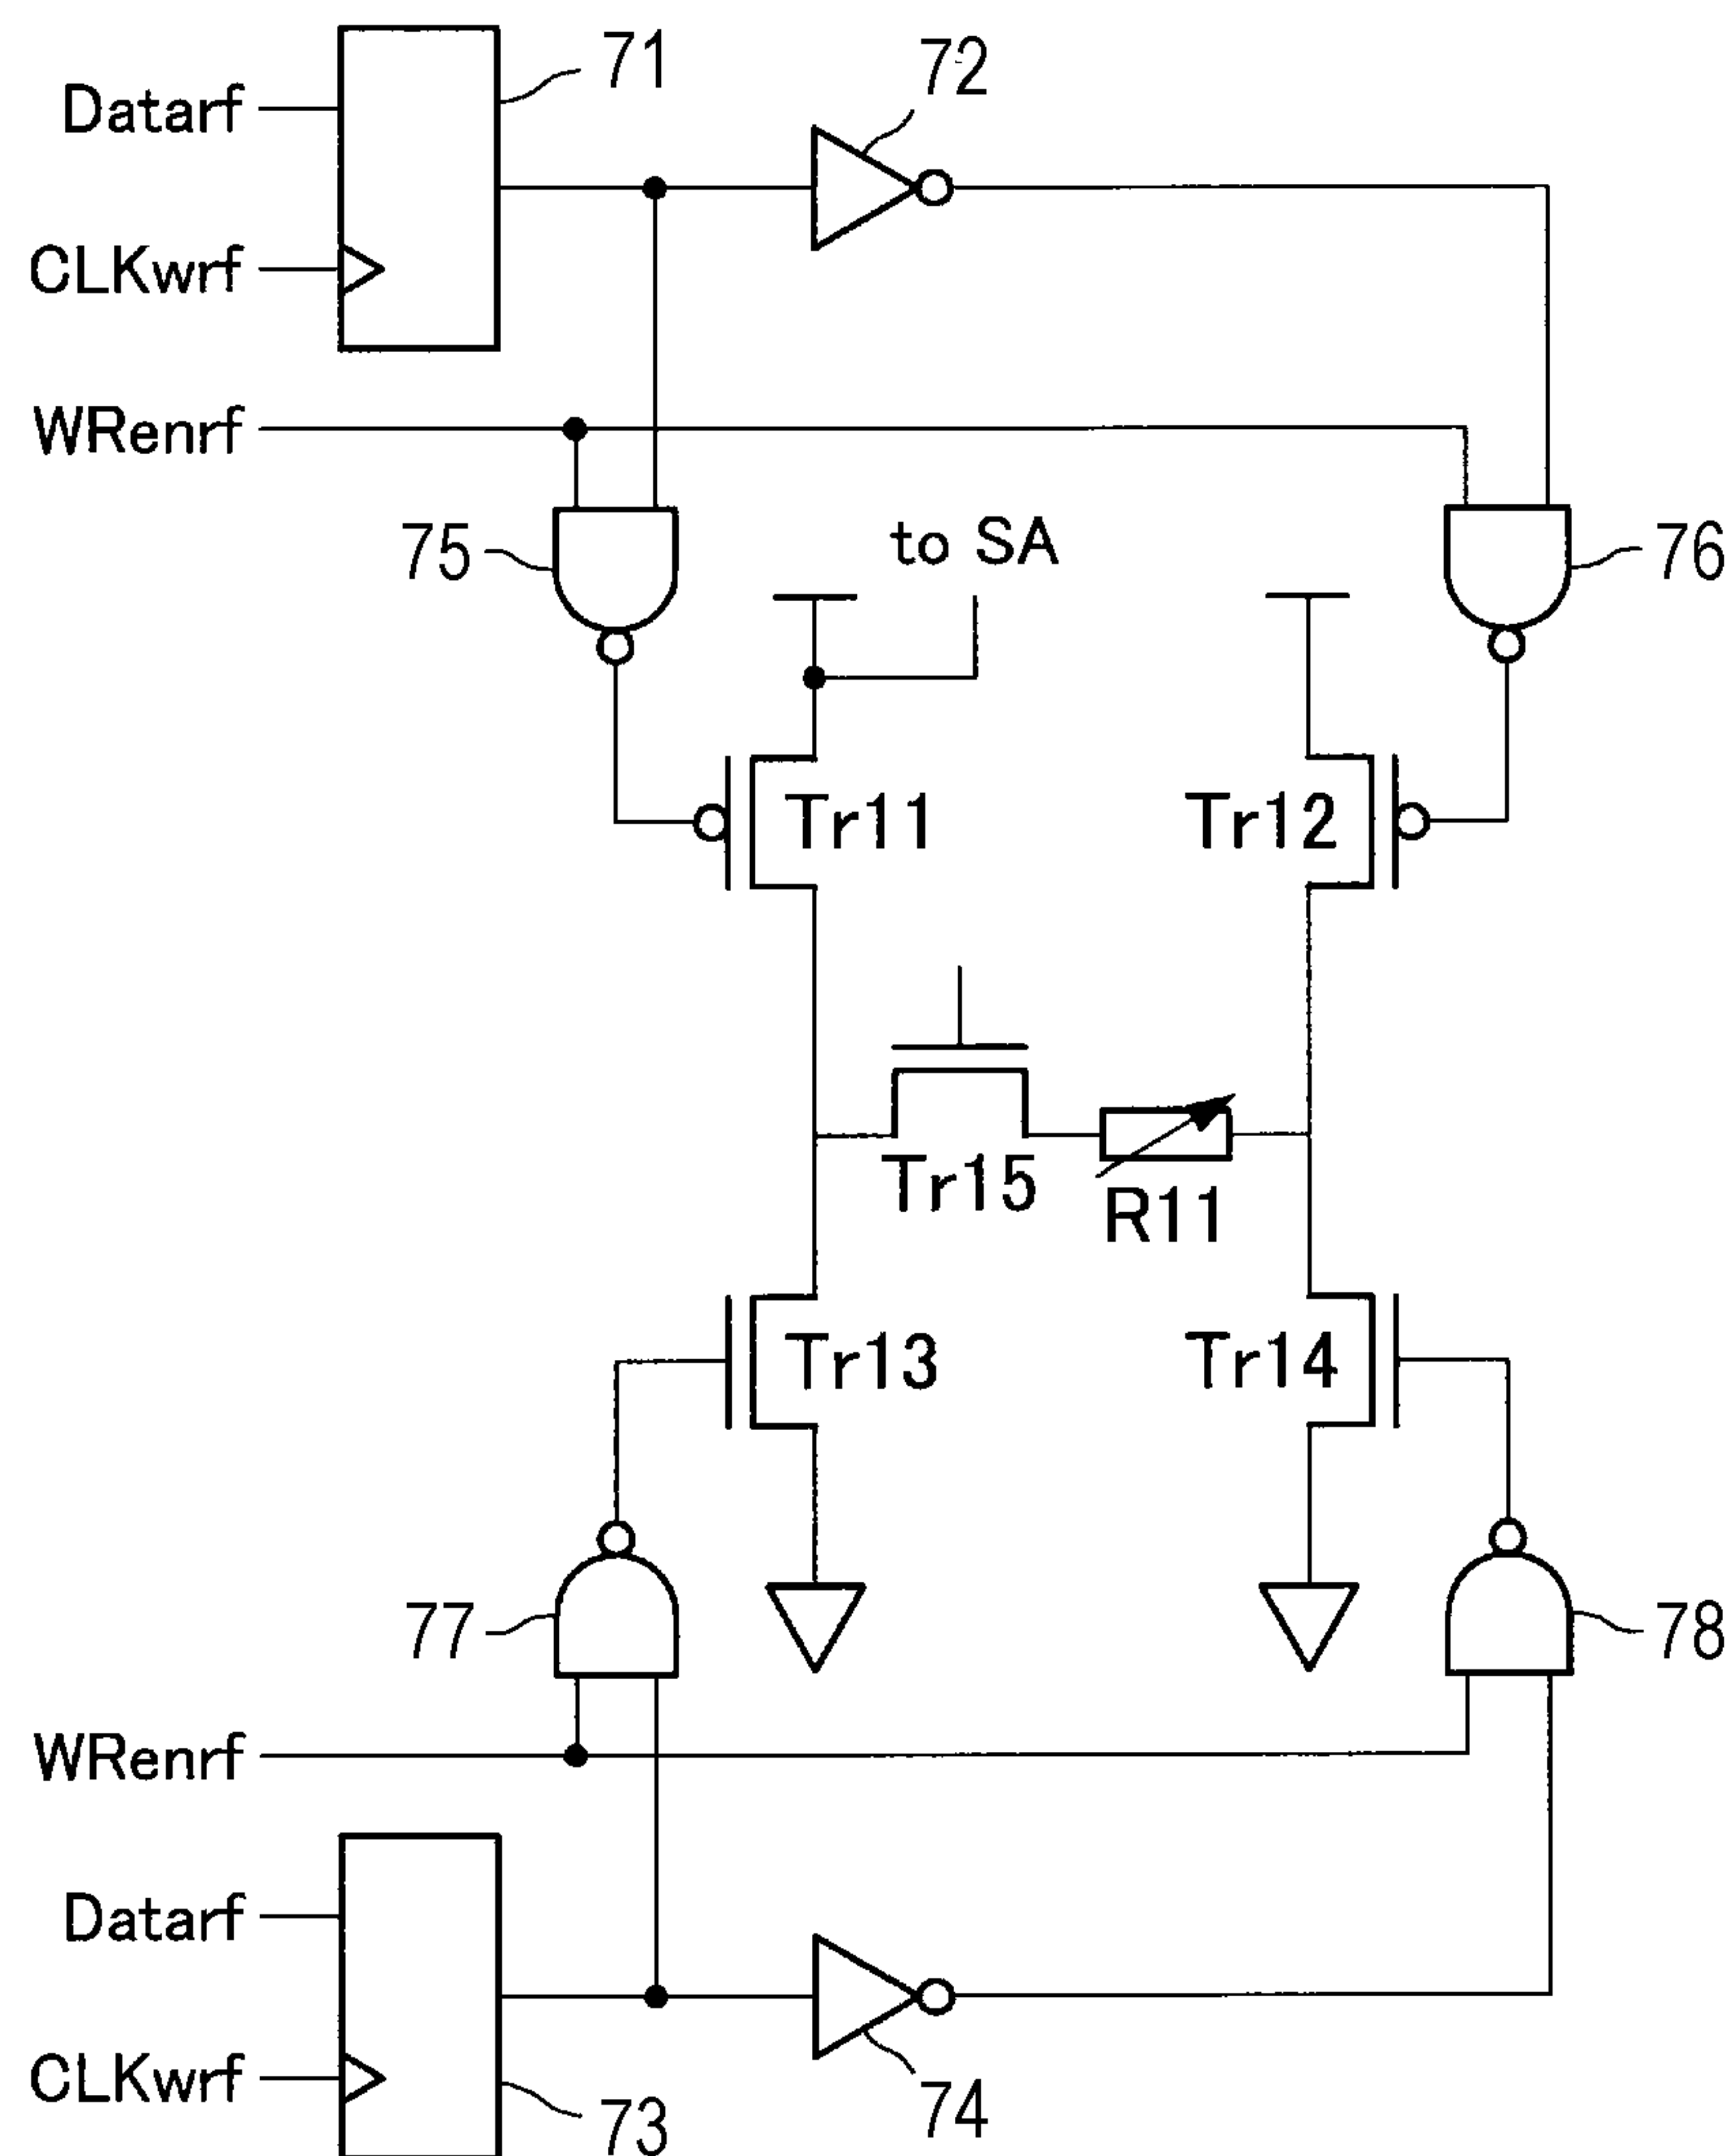 71
72
Datarf
CLKwrf
WRenrf
75
to SA
76
Tr11
Tr12
Tr15
R11
Tr13
Tr14
77
78
WRenrf
Datarf
CLKwrf
73
74